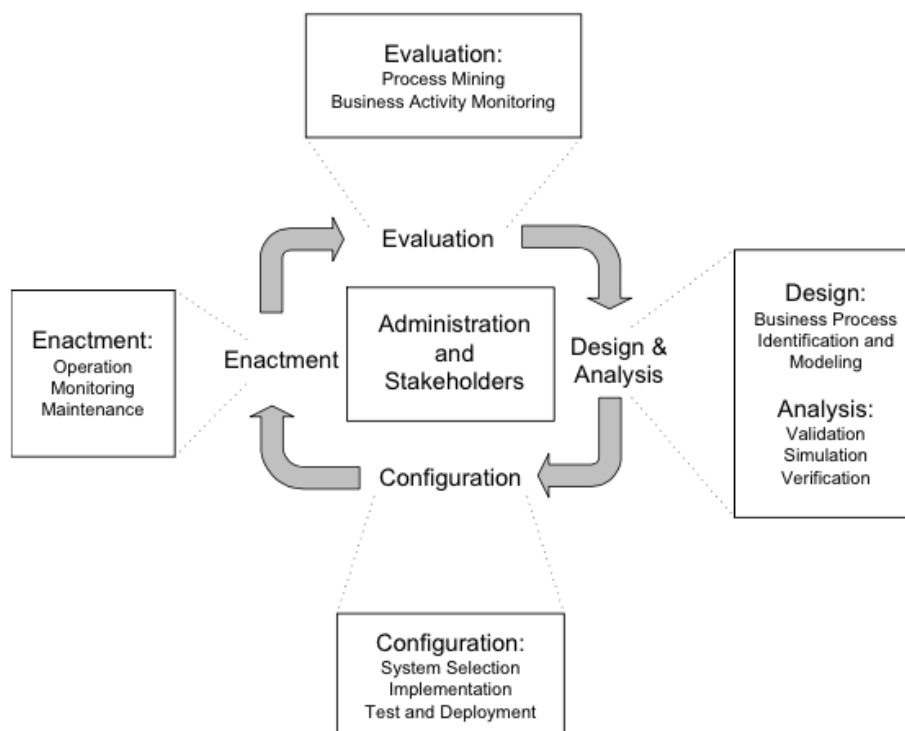 Evaluation:
Process Mining
Business Activity Monitoring
Evaluation
Enactment:
Operation
Monitoring
Maintenance
Enactment
Administration
and
Stakeholders
Design &
Analysis
Design:
Business Process
Identification and
Modeling
Analysis:
Validation
Simulation
Verification
Configuration
Configuration:
System Selection
Implementation
Test and Deployment